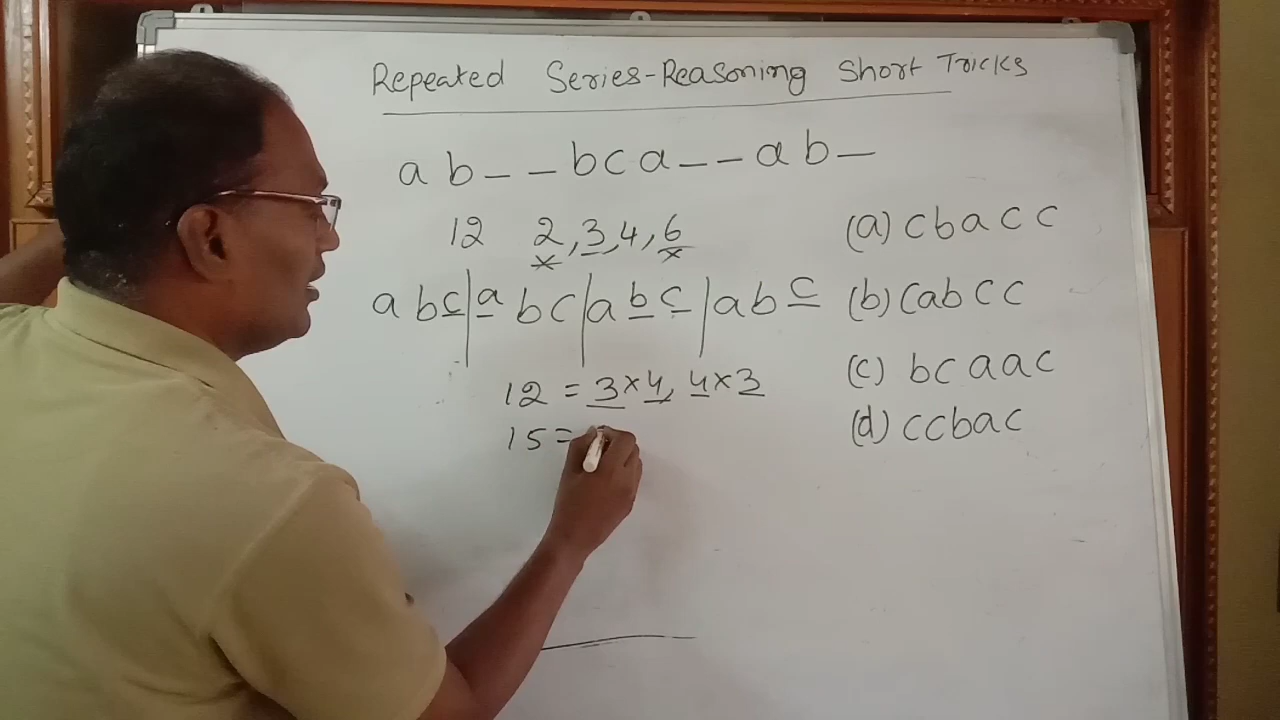 Repeated Series-Reasoning Short Tricks
a b _ _ b c a _ _ a b _
12 2, 3, 4, 6
x x
a b c | a b c | a b c | a b c
12 = 3 × 4, 4 × 3
15 =
(a) c b a c c
(b) c a b c c
(c) b c a a c
(d) c c b a c